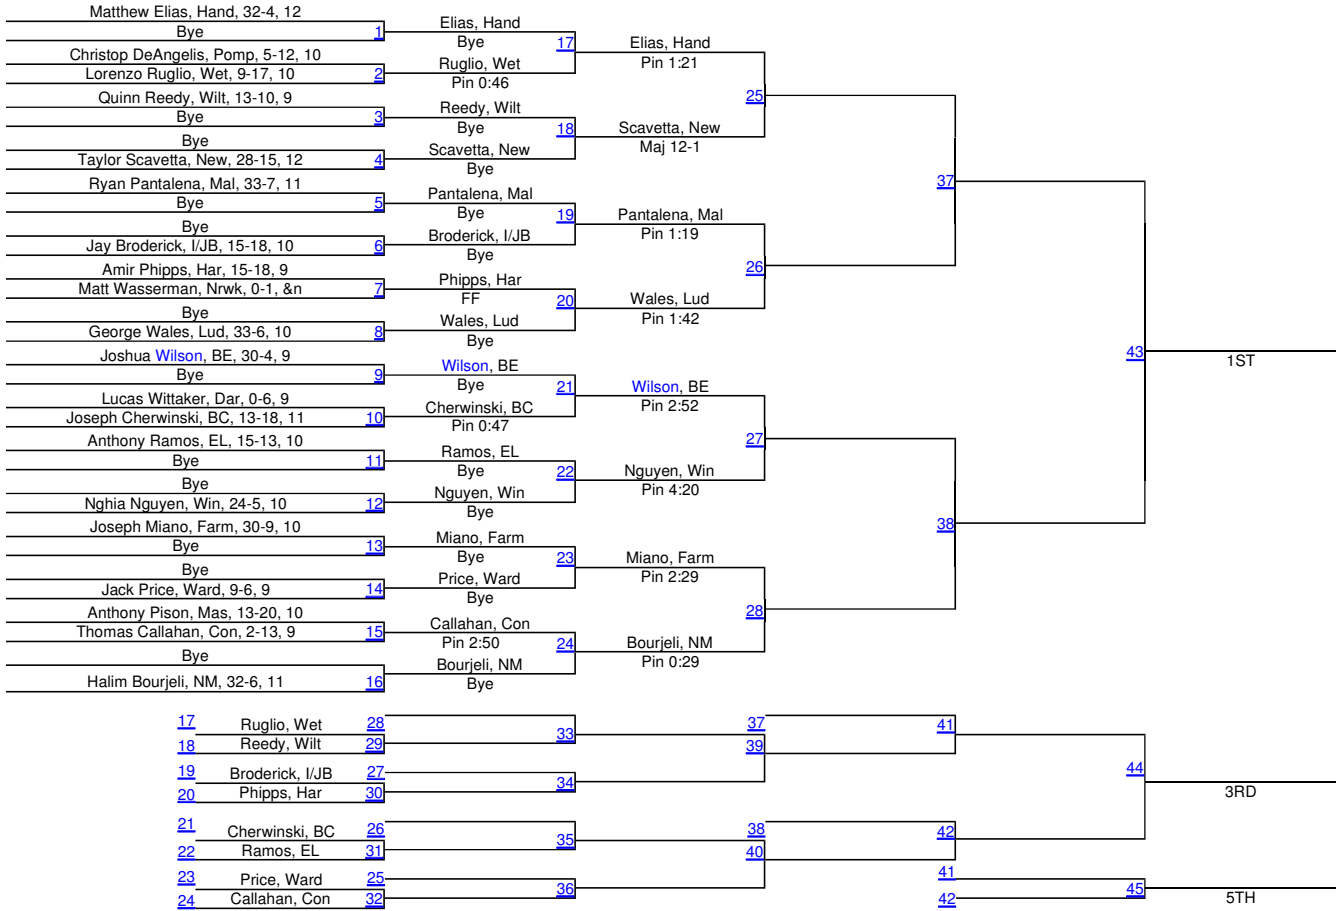 Matthew Elias, Hand, 32-4, 12
Bye
1
Christop DeAngelis, Pomp, 5-12, 10
Lorenzo Ruglio, Wet, 9-17, 10
2
Quinn Reedy, Wilt, 13-10, 9
Bye
3
Bye
Taylor Scavetta, New, 28-15, 12
4
Ryan Pantalena, Mal, 33-7, 11
Bye
5
Bye
Jay Broderick, I/JB, 15-18, 10
6
Amir Phipps, Har, 15-18, 9
Matt Wasserman, Nrwk, 0-1, &n
7
Bye
George Wales, Lud, 33-6, 10
8
Joshua Wilson, BE, 30-4, 9
Bye
9
Lucas Wittaker, Dar, 0-6, 9
Joseph Cherwinski, BC, 13-18, 11
10
Anthony Ramos, EL, 15-13, 10
Bye
11
Bye
Nghia Nguyen, Win, 24-5, 10
12
Joseph Miano, Farm, 30-9, 10
Bye
13
Bye
Jack Price, Ward, 9-6, 9
14
Anthony Pison, Mas, 13-20, 10
Thomas Callahan, Con, 2-13, 9
15
Bye
Halim Bourjeli, NM, 32-6, 11
16
Elias, Hand
Bye
17
Ruglio, Wet
Pin 0:46
Reedy, Wilt
Bye
18
Scavetta, New
Bye
Pantalena, Mal
Bye
19
Broderick, I/JB
Bye
Phipps, Har
FF
20
Wales, Lud
Bye
Wilson, BE
Bye
21
Cherwinski, BC
Pin 0:47
Ramos, EL
Bye
22
Nguyen, Win
Bye
Miano, Farm
Bye
23
Price, Ward
Bye
Callahan, Con
Pin 2:50
24
Bourjeli, NM
Bye
Elias, Hand
Pin 1:21
25
Scavetta, New
Maj 12-1
Pantalena, Mal
Pin 1:19
26
Wales, Lud
Pin 1:42
Wilson, BE
Pin 2:52
27
Nguyen, Win
Pin 4:20
Miano, Farm
Pin 2:29
28
Bourjeli, NM
Pin 0:29
37
38
43
1ST
17 Ruglio, Wet 28
18 Reedy, Wilt 29
33
19 Broderick, I/JB 27
20 Phipps, Har 30
34
21 Cherwinski, BC 26
22 Ramos, EL 31
35
23 Price, Ward 25
24 Callahan, Con 32
36
37
39
38
40
41
42
44
3RD
41
42
45
5TH